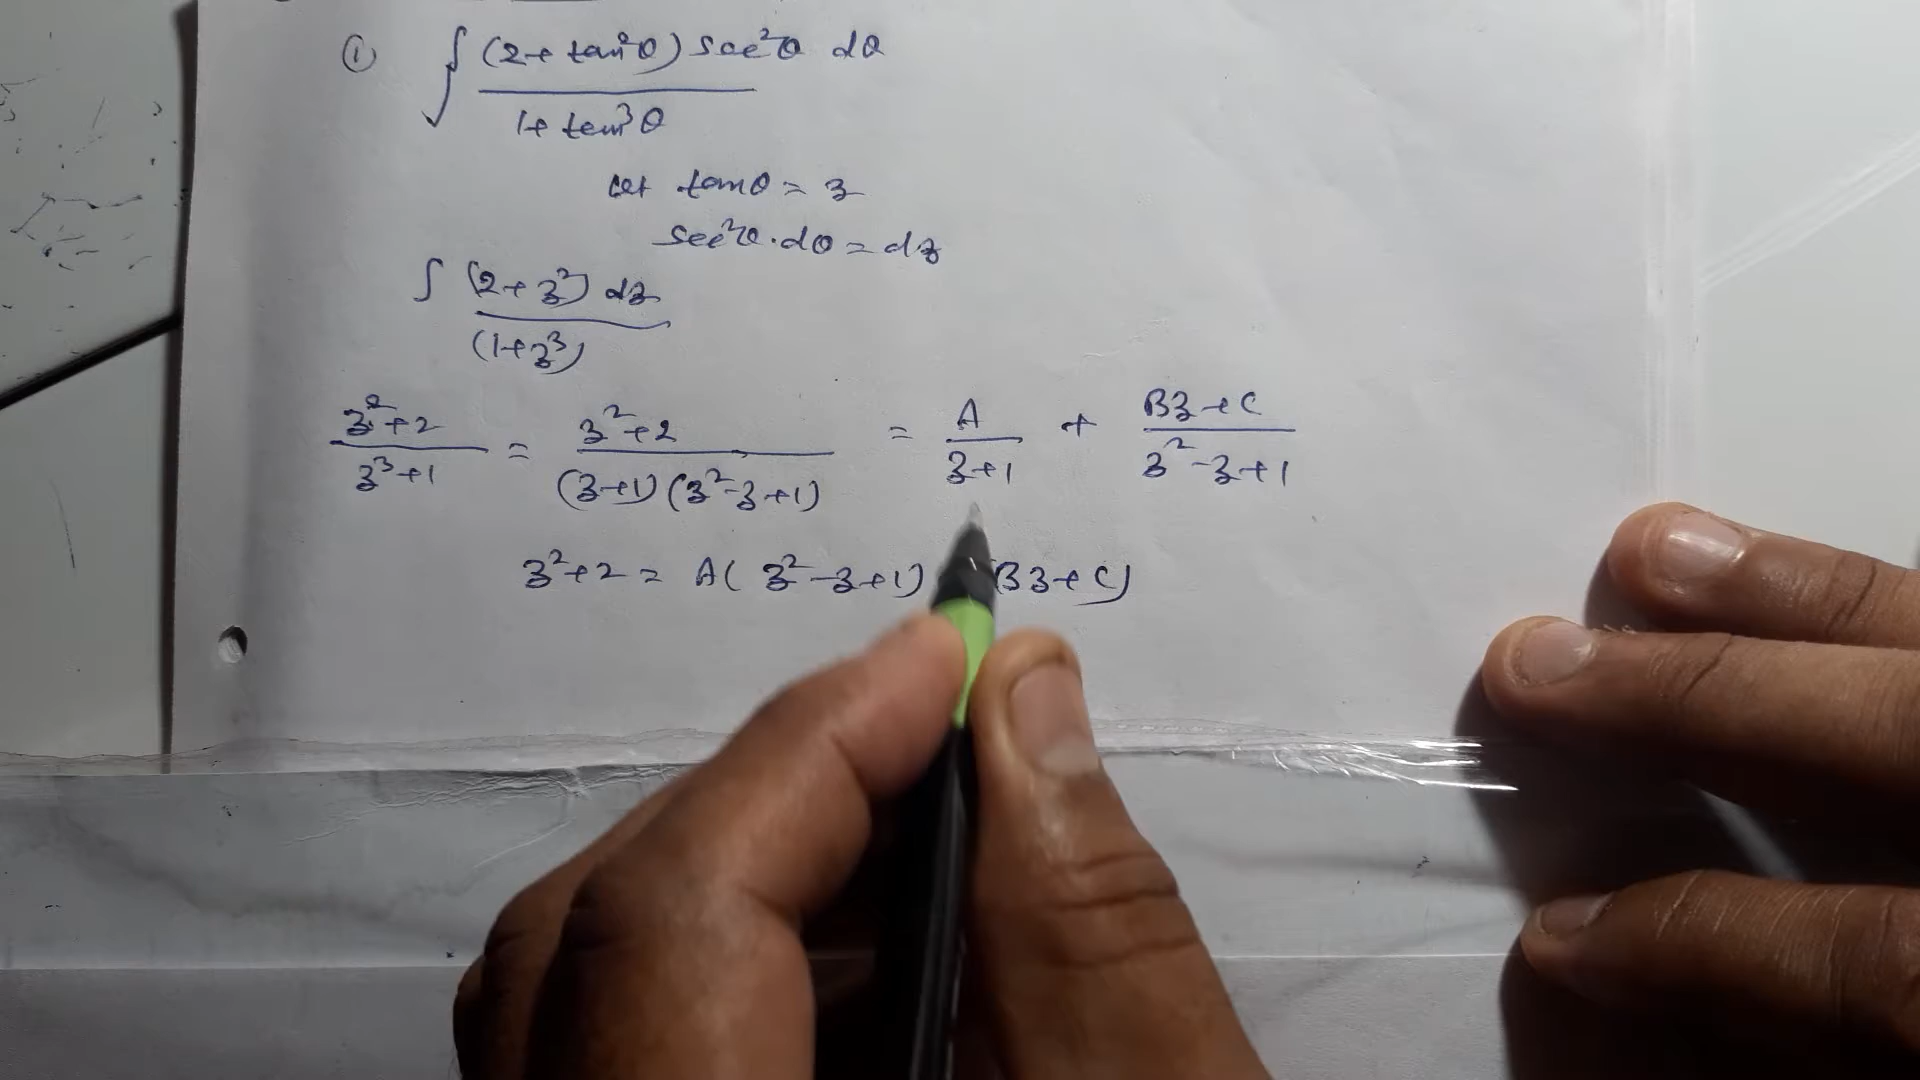 ① ∫ (2+tan²θ) sec²θ dθ / 1+tan³θ
let tanθ = z
sec²θ.dθ = dz
∫ (2+z²) dz / (1+z³)
z²+2 / z³+1 = z²+2 / (z+1)(z²-z+1) = A / z+1 + Bz+C / z²-z+1
z²+2 = A(z²-z+1) Bz+C)